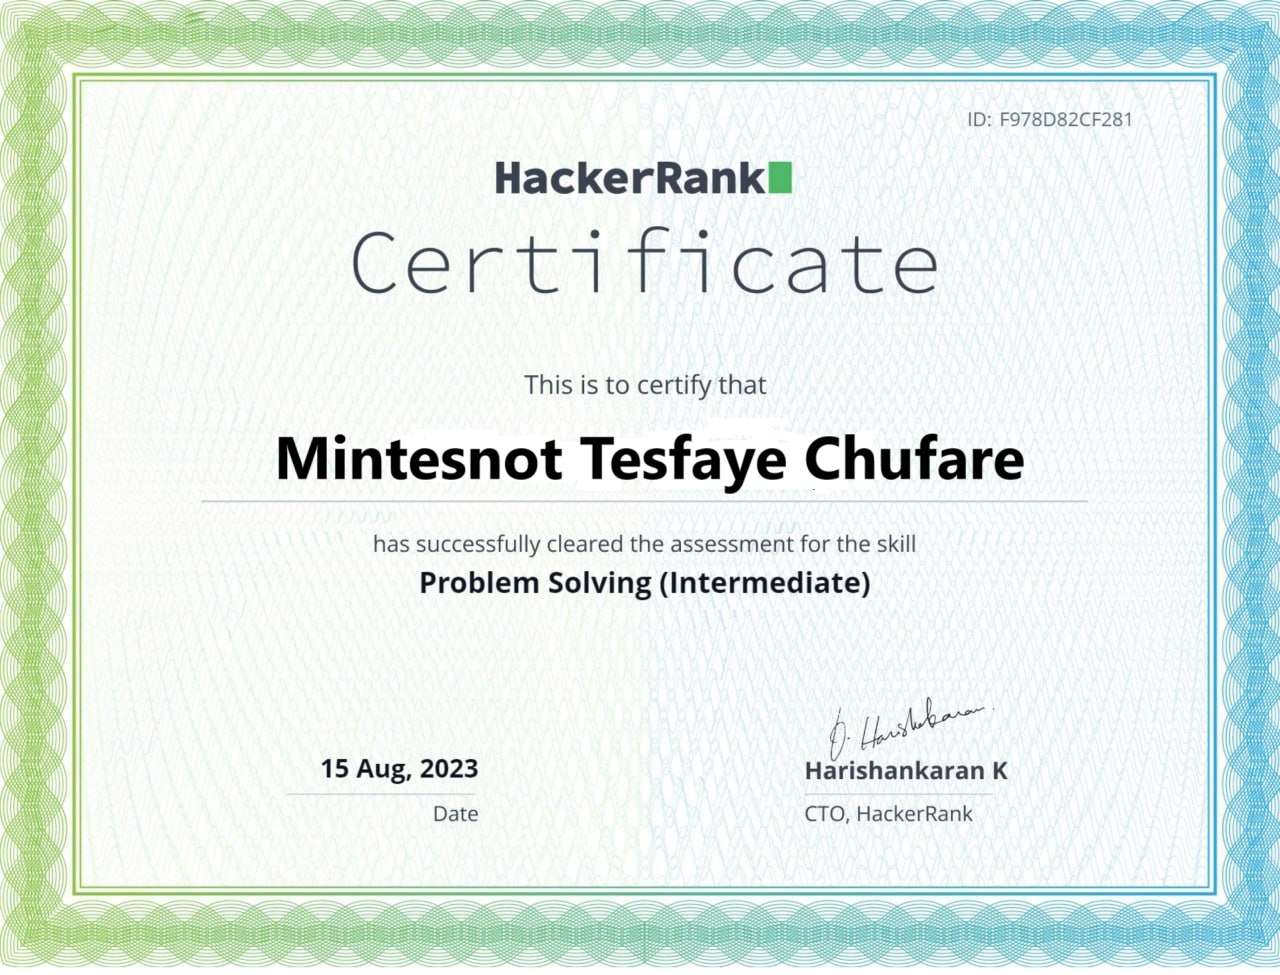 ID: F978D82CF281
HackerRank
Certificate
This is to certify that
Mintesnot Tesfaye Chufare
has successfully cleared the assessment for the skill
Problem Solving (Intermediate)
D. Harishankaran
15 Aug, 2023
Harishankaran K
Date
CTO, HackerRank